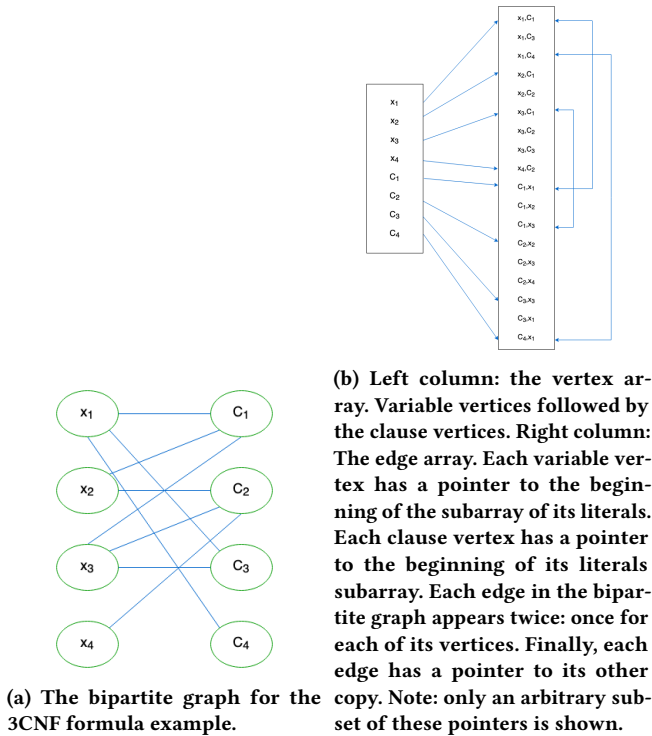 x₁
x₂
x₃
x₄
C₁
C₂
C₃
C₄
x₁,C₁
x₁,C₃
x₁,C₄
x₂,C₁
x₂,C₂
x₃,C₁
x₃,C₂
x₃,C₃
x₄,C₂
C₁,x₁
C₁,x₂
C₁,x₃
C₂,x₂
C₂,x₃
C₂,x₄
C₃,x₃
C₃,x₁
C₄,x₁
x₁
C₁
x₂
C₂
x₃
C₃
x₄
C₄
(a) The bipartite graph for the
3CNF formula example.
(b) Left column: the vertex ar-
ray. Variable vertices followed by
the clause vertices. Right column:
The edge array. Each variable ver-
tex has a pointer to the begin-
ning of the subarray of its literals.
Each clause vertex has a pointer
to the beginning of its literals
subarray. Each edge in the bipar-
tite graph appears twice: once for
each of its vertices. Finally, each
edge has a pointer to its other
copy. Note: only an arbitrary sub-
set of these pointers is shown.